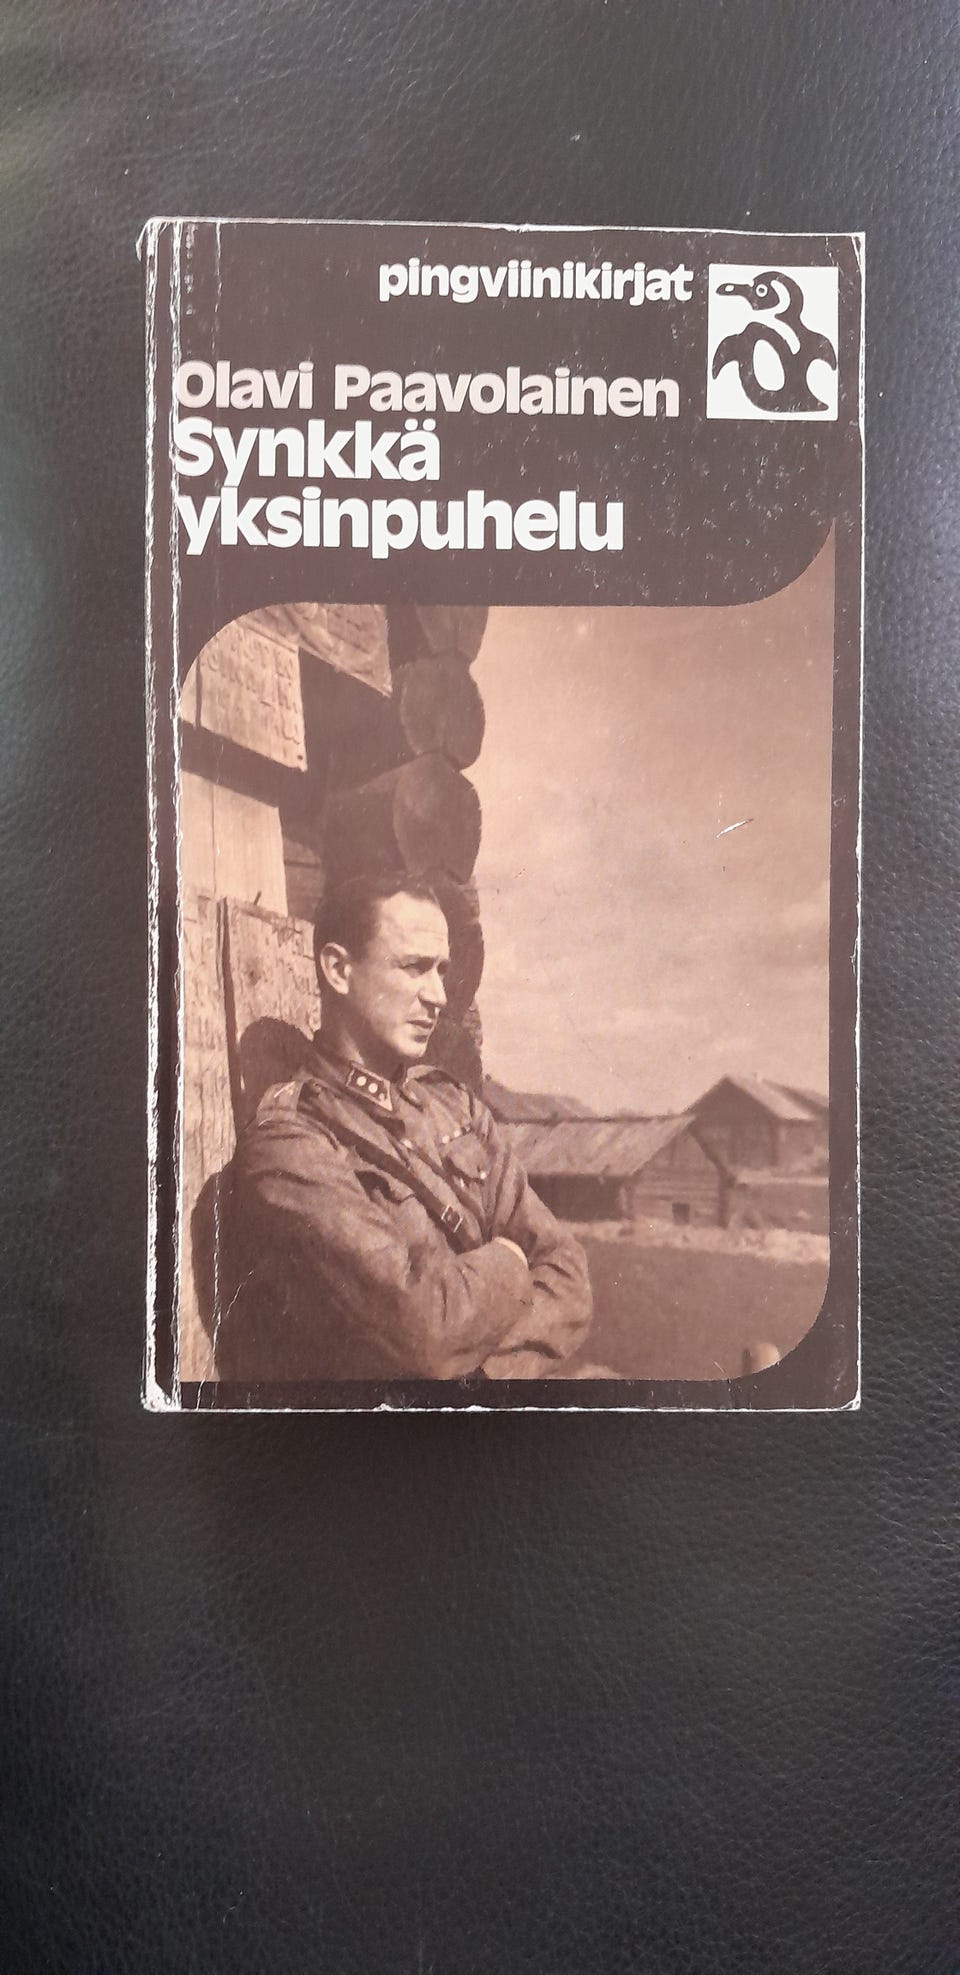 pingviinikirjat
Olavi Paavolainen
Synkkä
yksinpuhelu